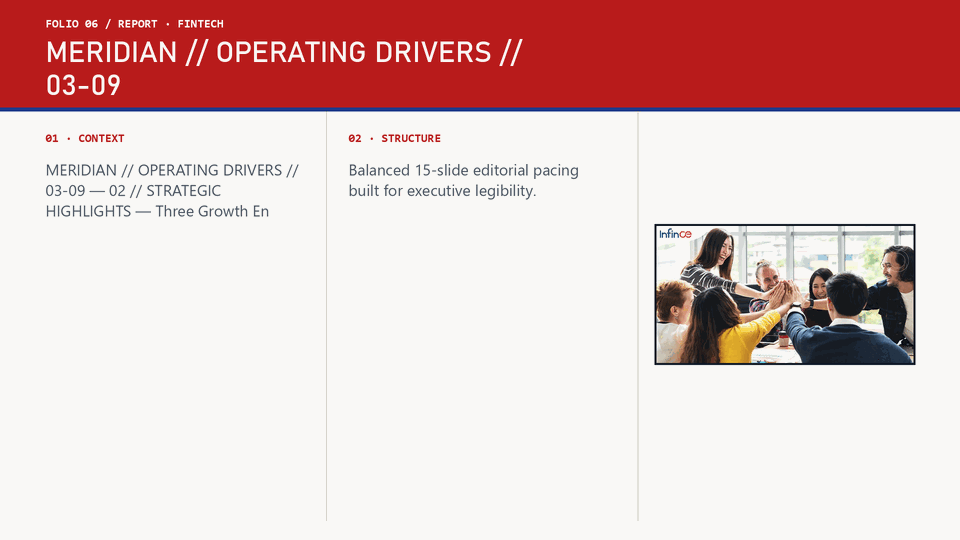 FOLIO 06 / REPORT · FINTECH
MERIDIAN // OPERATING DRIVERS //
03-09
01 · CONTEXT
MERIDIAN // OPERATING DRIVERS //
03-09 — 02 // STRATEGIC
HIGHLIGHTS — Three Growth En
02 · STRUCTURE
Balanced 15-slide editorial pacing
built for executive legibility.
Infince